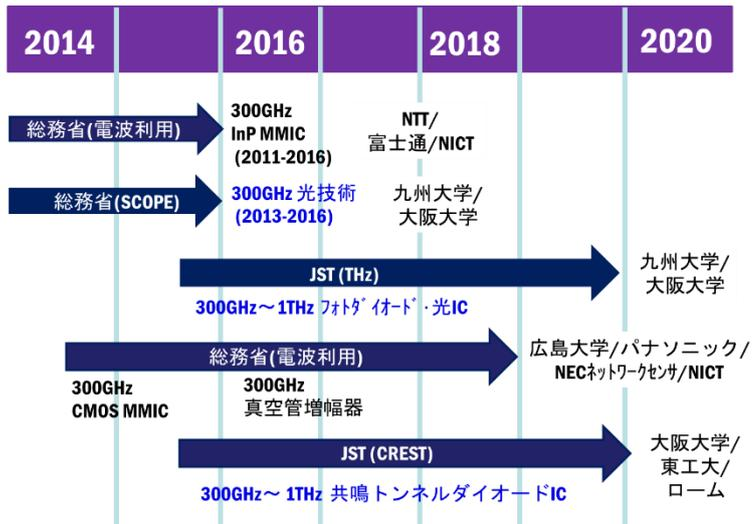 2014
2016
2018
2020
総務省(電波利用)
300GHz
InP MMIC
(2011-2016)
NTT/
富士通/NICT
総務省(SCOPE)
300GHz 光技術
(2013-2016)
九州大学/
大阪大学
JST (THz)
九州大学/
大阪大学
300GHz～1THz ﾌｫﾄﾀﾞｲｵｰﾄﾞ・光IC
総務省(電波利用)
広島大学/パナソニック/
NECﾈｯﾄﾜｰｸｾﾝｻ/NICT
300GHz
CMOS MMIC
300GHz
真空管増幅器
JST (CREST)
大阪大学/
東工大/
ローム
300GHz～ 1THz 共鳴トンネルダイオードIC